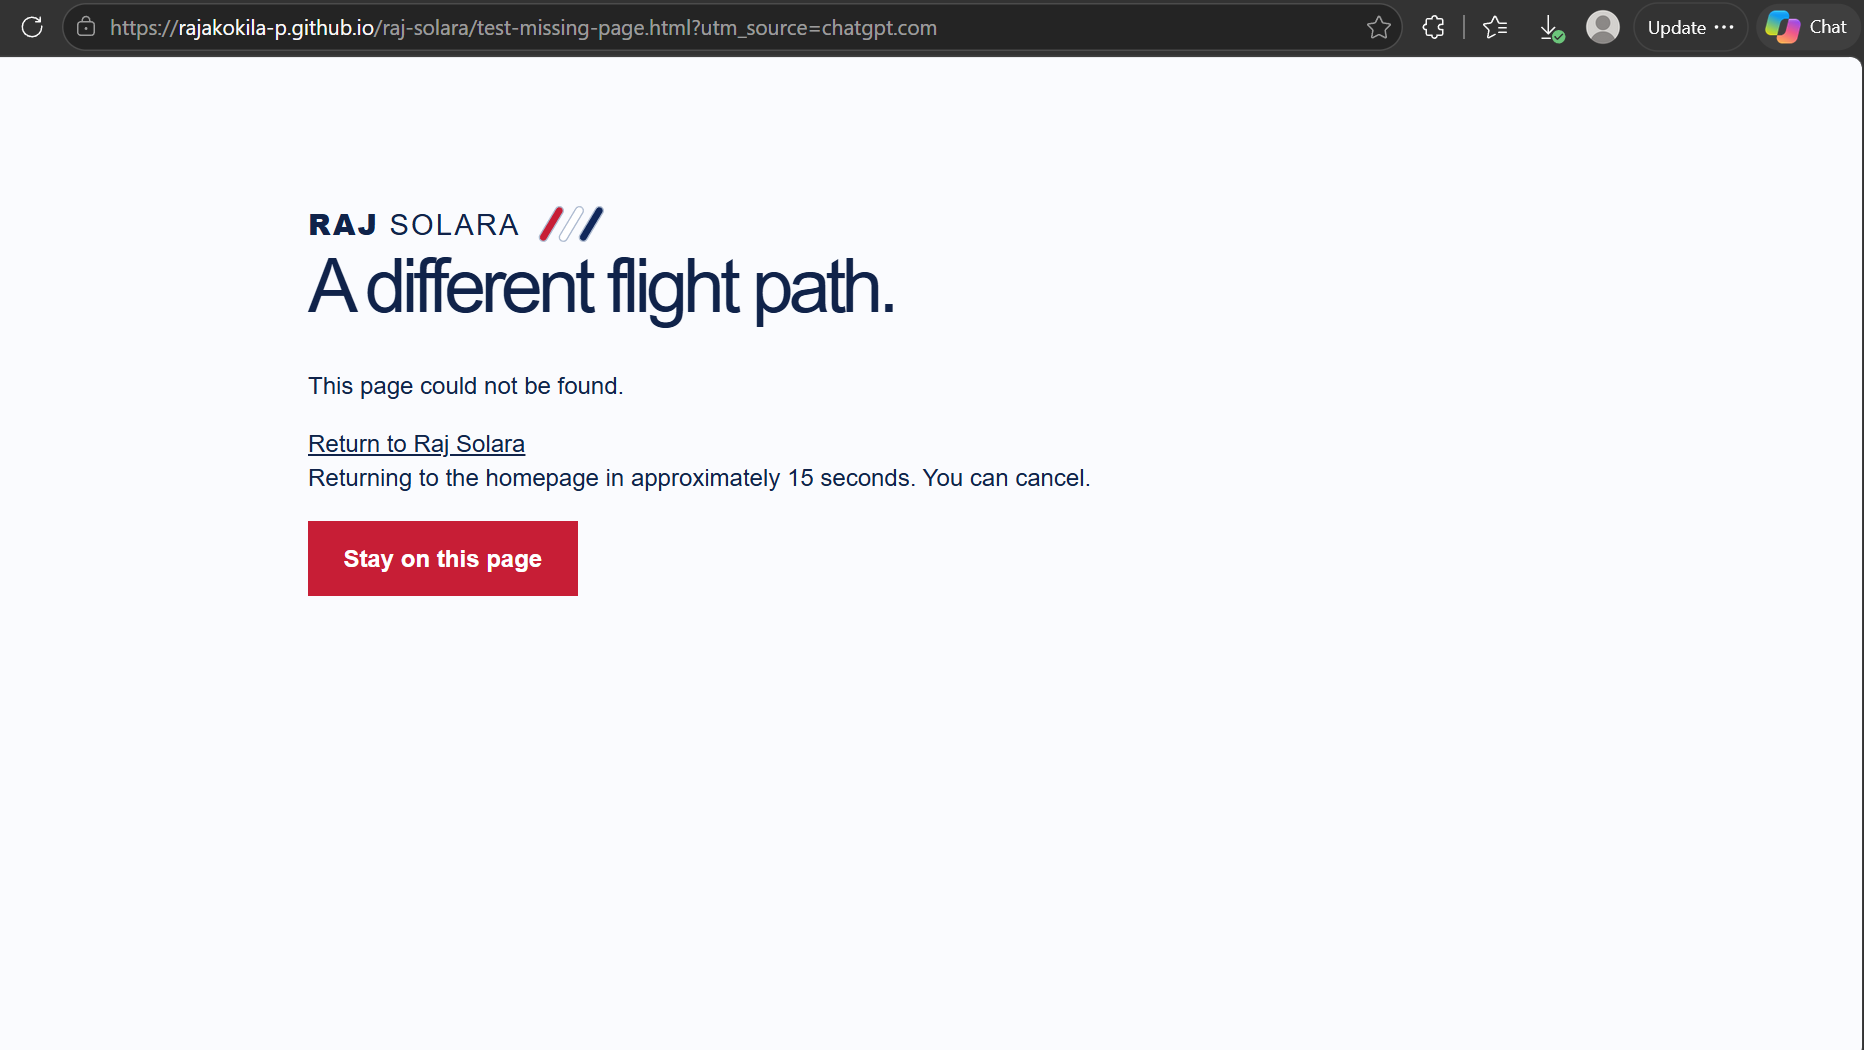 https://rajakokila-p.github.io/raj-solara/test-missing-page.html?utm_source=chatgpt.com
Update
Chat
RAJ SOLARA
A different flight path.
This page could not be found.
Return to Raj Solara
Returning to the homepage in approximately 15 seconds. You can cancel.
Stay on this page